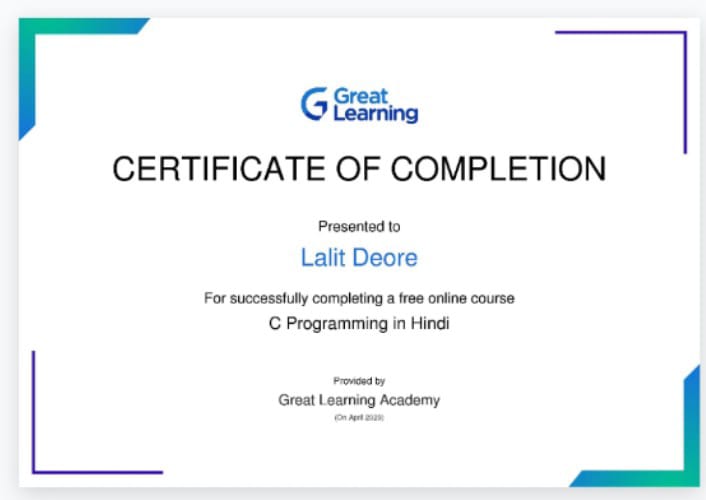 Great
Learning
CERTIFICATE OF COMPLETION
Presented to
Lalit Deore
For successfully completing a free online course
C Programming in Hindi
Provided by
Great Learning Academy
(On April